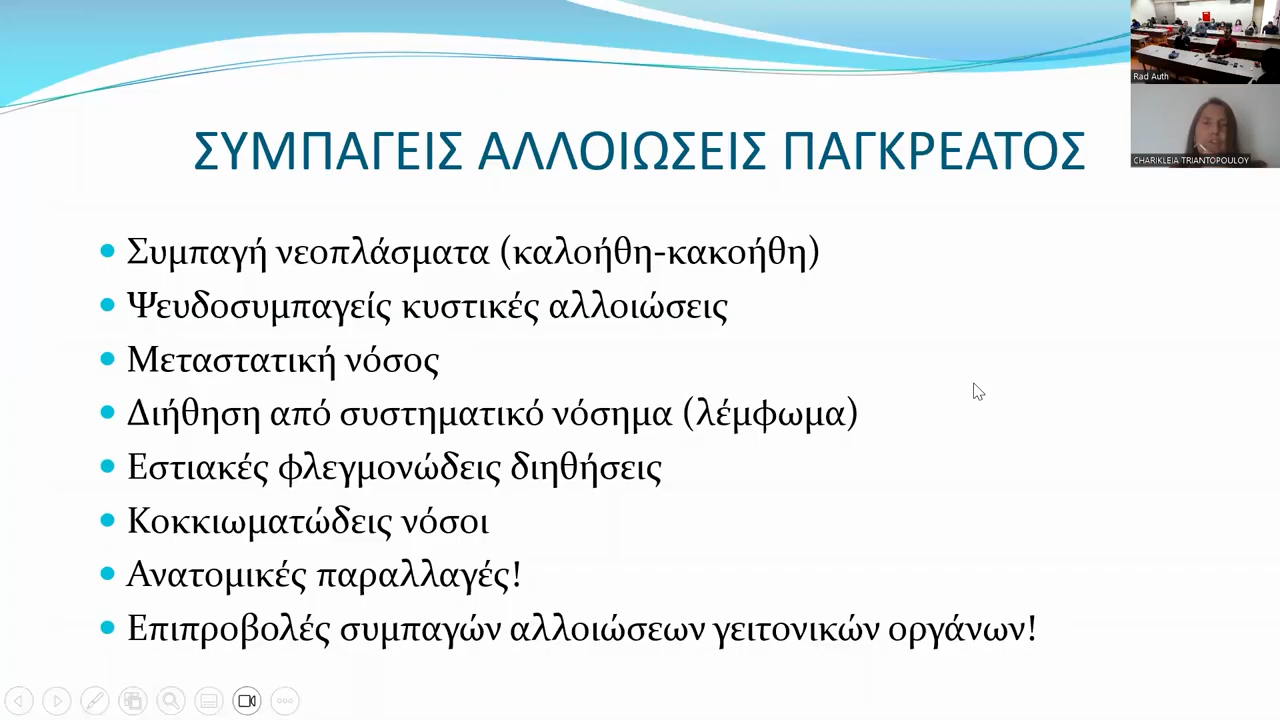 Rad Auth
CHARIKLEIA TRIANTOPOULOY
ΣΥΜΠΑΓΕΙΣ ΑΛΛΟΙΩΣΕΙΣ ΠΑΓΚΡΕΑΤΟΣ
• Συμπαγή νεοπλάσματα (καλοήθη-κακοήθη)
• Ψευδοσυμπαγείς κυστικές αλλοιώσεις
• Μεταστατική νόσος
• Διήθηση από συστηματικό νόσημα (λέμφωμα)
• Εστιακές φλεγμονώδεις διηθήσεις
• Κοκκιωματώδεις νόσοι
• Ανατομικές παραλλαγές!
• Επιπροβολές συμπαγών αλλοιώσεων γειτονικών οργάνων!